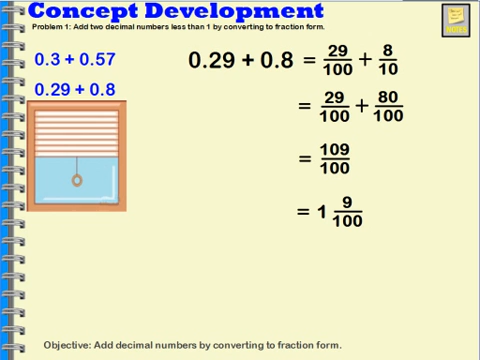 Concept Development
Problem 1: Add two decimal numbers less than 1 by converting to fraction form.
0.3 + 0.57
0.29 + 0.8
0.29 + 0.8 = 29/100 + 8/10
= 29/100 + 80/100
= 109/100
= 1 9/100
Objective: Add decimal numbers by converting to fraction form.